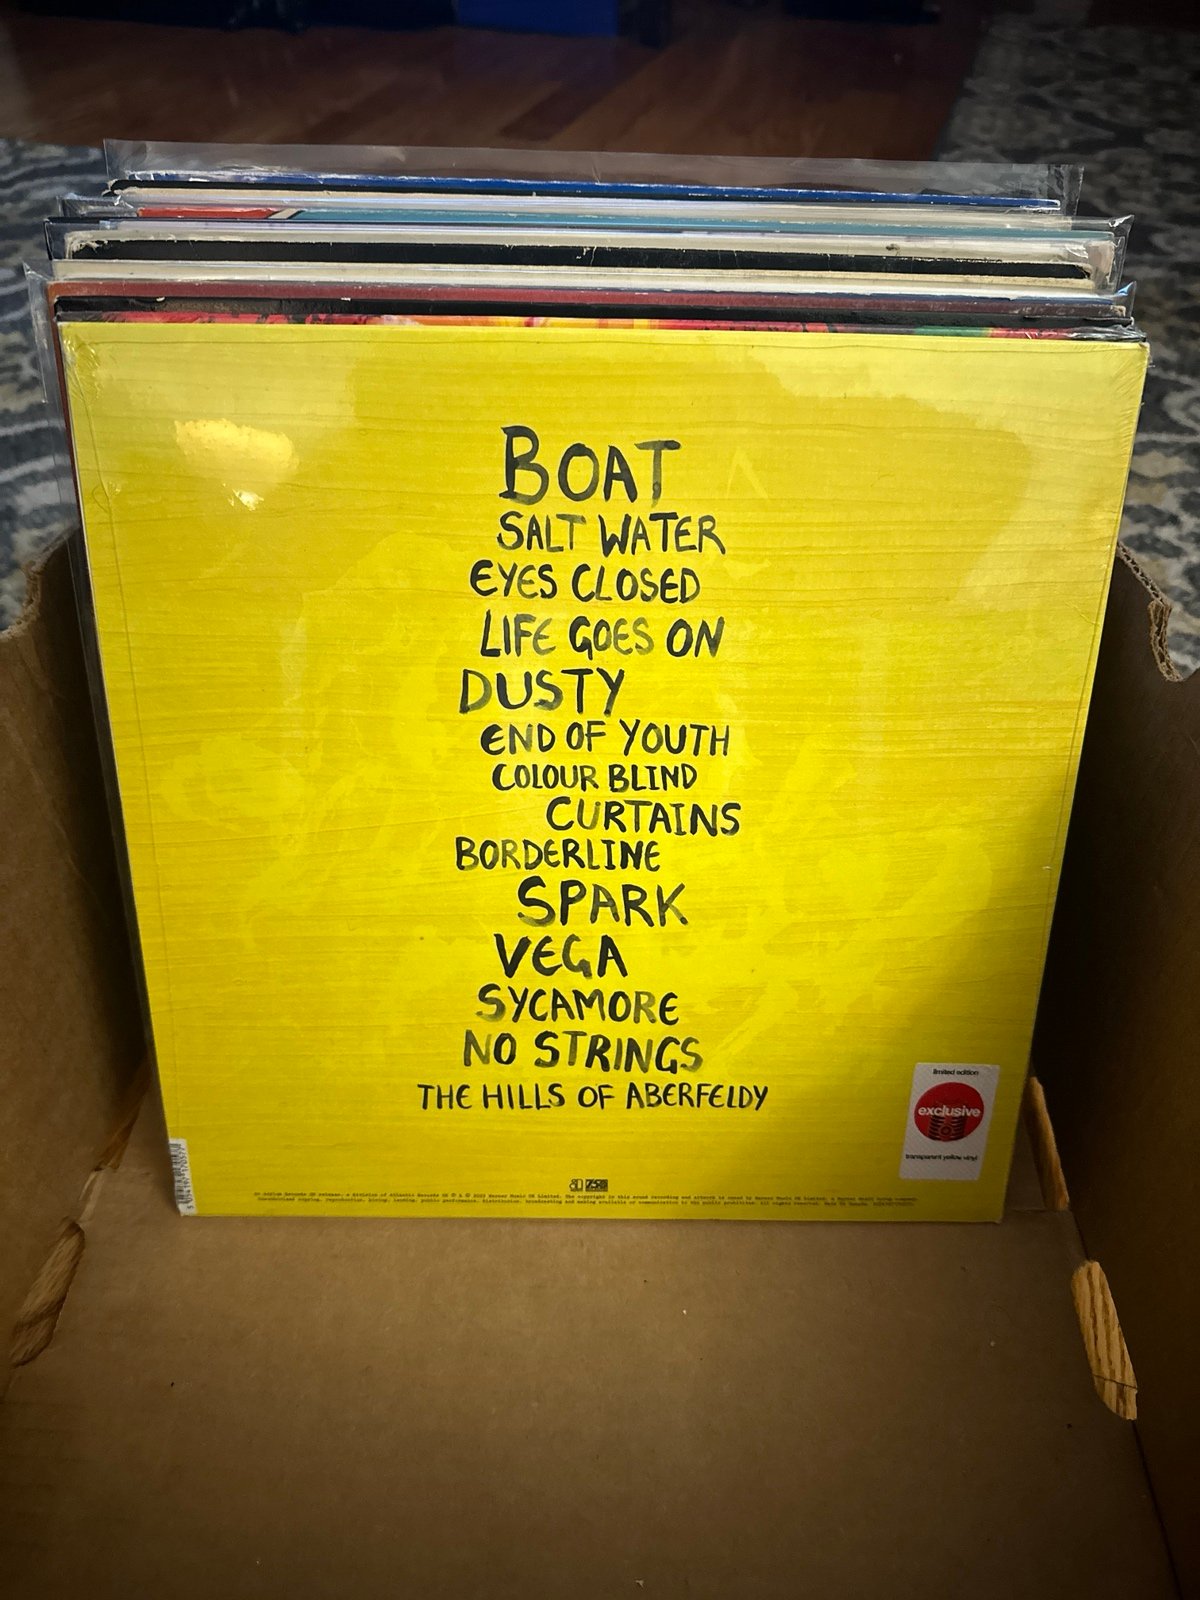 BOAT
SALT WATER
EYES CLOSED
LIFE GOES ON
DUSTY
END OF YOUTH
COLOUR BLIND
CURTAINS
BORDERLINE
SPARK
VEGA
SYCAMORE
NO STRINGS
THE HILLS OF ABERFELDY
limited edition
exclusive
transparent yellow vinyl